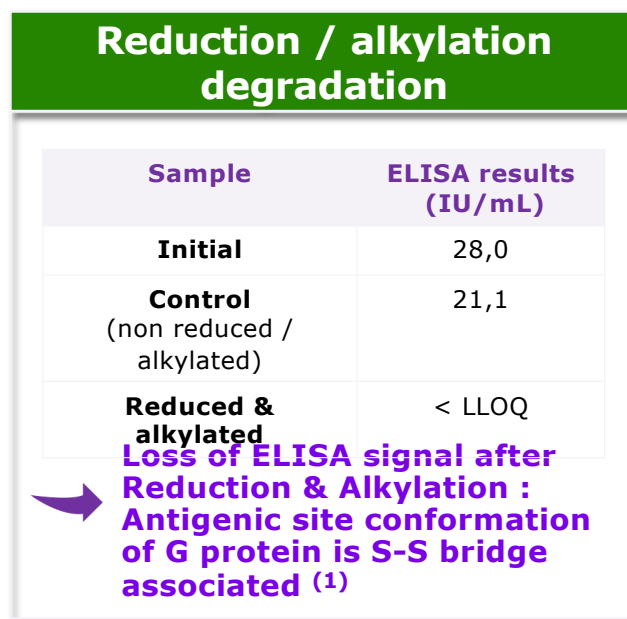 Reduction / alkylation
degradation
Sample
ELISA results
(IU/mL)
Initial
28,0
Control
(non reduced /
alkylated)
21,1
Reduced &
alkylated
< LLOQ
Loss of ELISA signal after
Reduction & Alkylation :
Antigenic site conformation
of G protein is S-S bridge
associated (1)